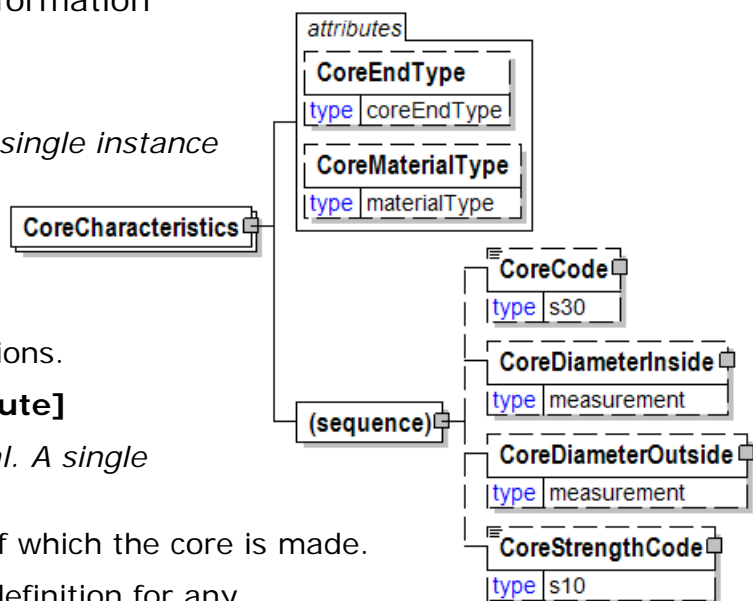 ormation
single instance
ions.
ute]
l. A single
f which the core is made.
definition for any
CoreCharacteristics
attributes
CoreEndType
type coreEndType
CoreMaterialType
type materialType
(sequence)
CoreCode
type s30
CoreDiameterInside
type measurement
CoreDiameterOutside
type measurement
CoreStrengthCode
type s10